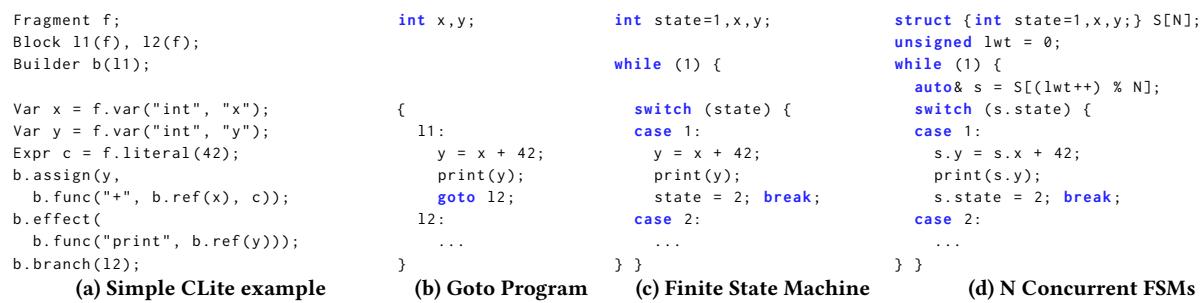 Fragment f;
Block l1(f), l2(f);
Builder b(l1);
Var x = f.var("int", "x");
Var y = f.var("int", "y");
Expr c = f.literal(42);
b.assign(y,
  b.func("+", b.ref(x), c));
b.effect(
  b.func("print", b.ref(y)));
b.branch(l2);
(a) Simple CLite example
int x,y;
{
  l1:
    y = x + 42;
    print(y);
    goto l2;
  l2:
    ...
}
(b) Goto Program
int state=1,x,y;
while (1) {
  switch (state) {
  case 1:
    y = x + 42;
    print(y);
    state = 2; break;
  case 2:
    ...
} }
(c) Finite State Machine
struct {int state=1,x,y;} S[N];
unsigned lwt = 0;
while (1) {
  auto& s = S[(lwt++) % N];
  switch (s.state) {
  case 1:
    s.y = s.x + 42;
    print(s.y);
    s.state = 2; break;
  case 2:
    ...
} }
(d) N Concurrent FSMs